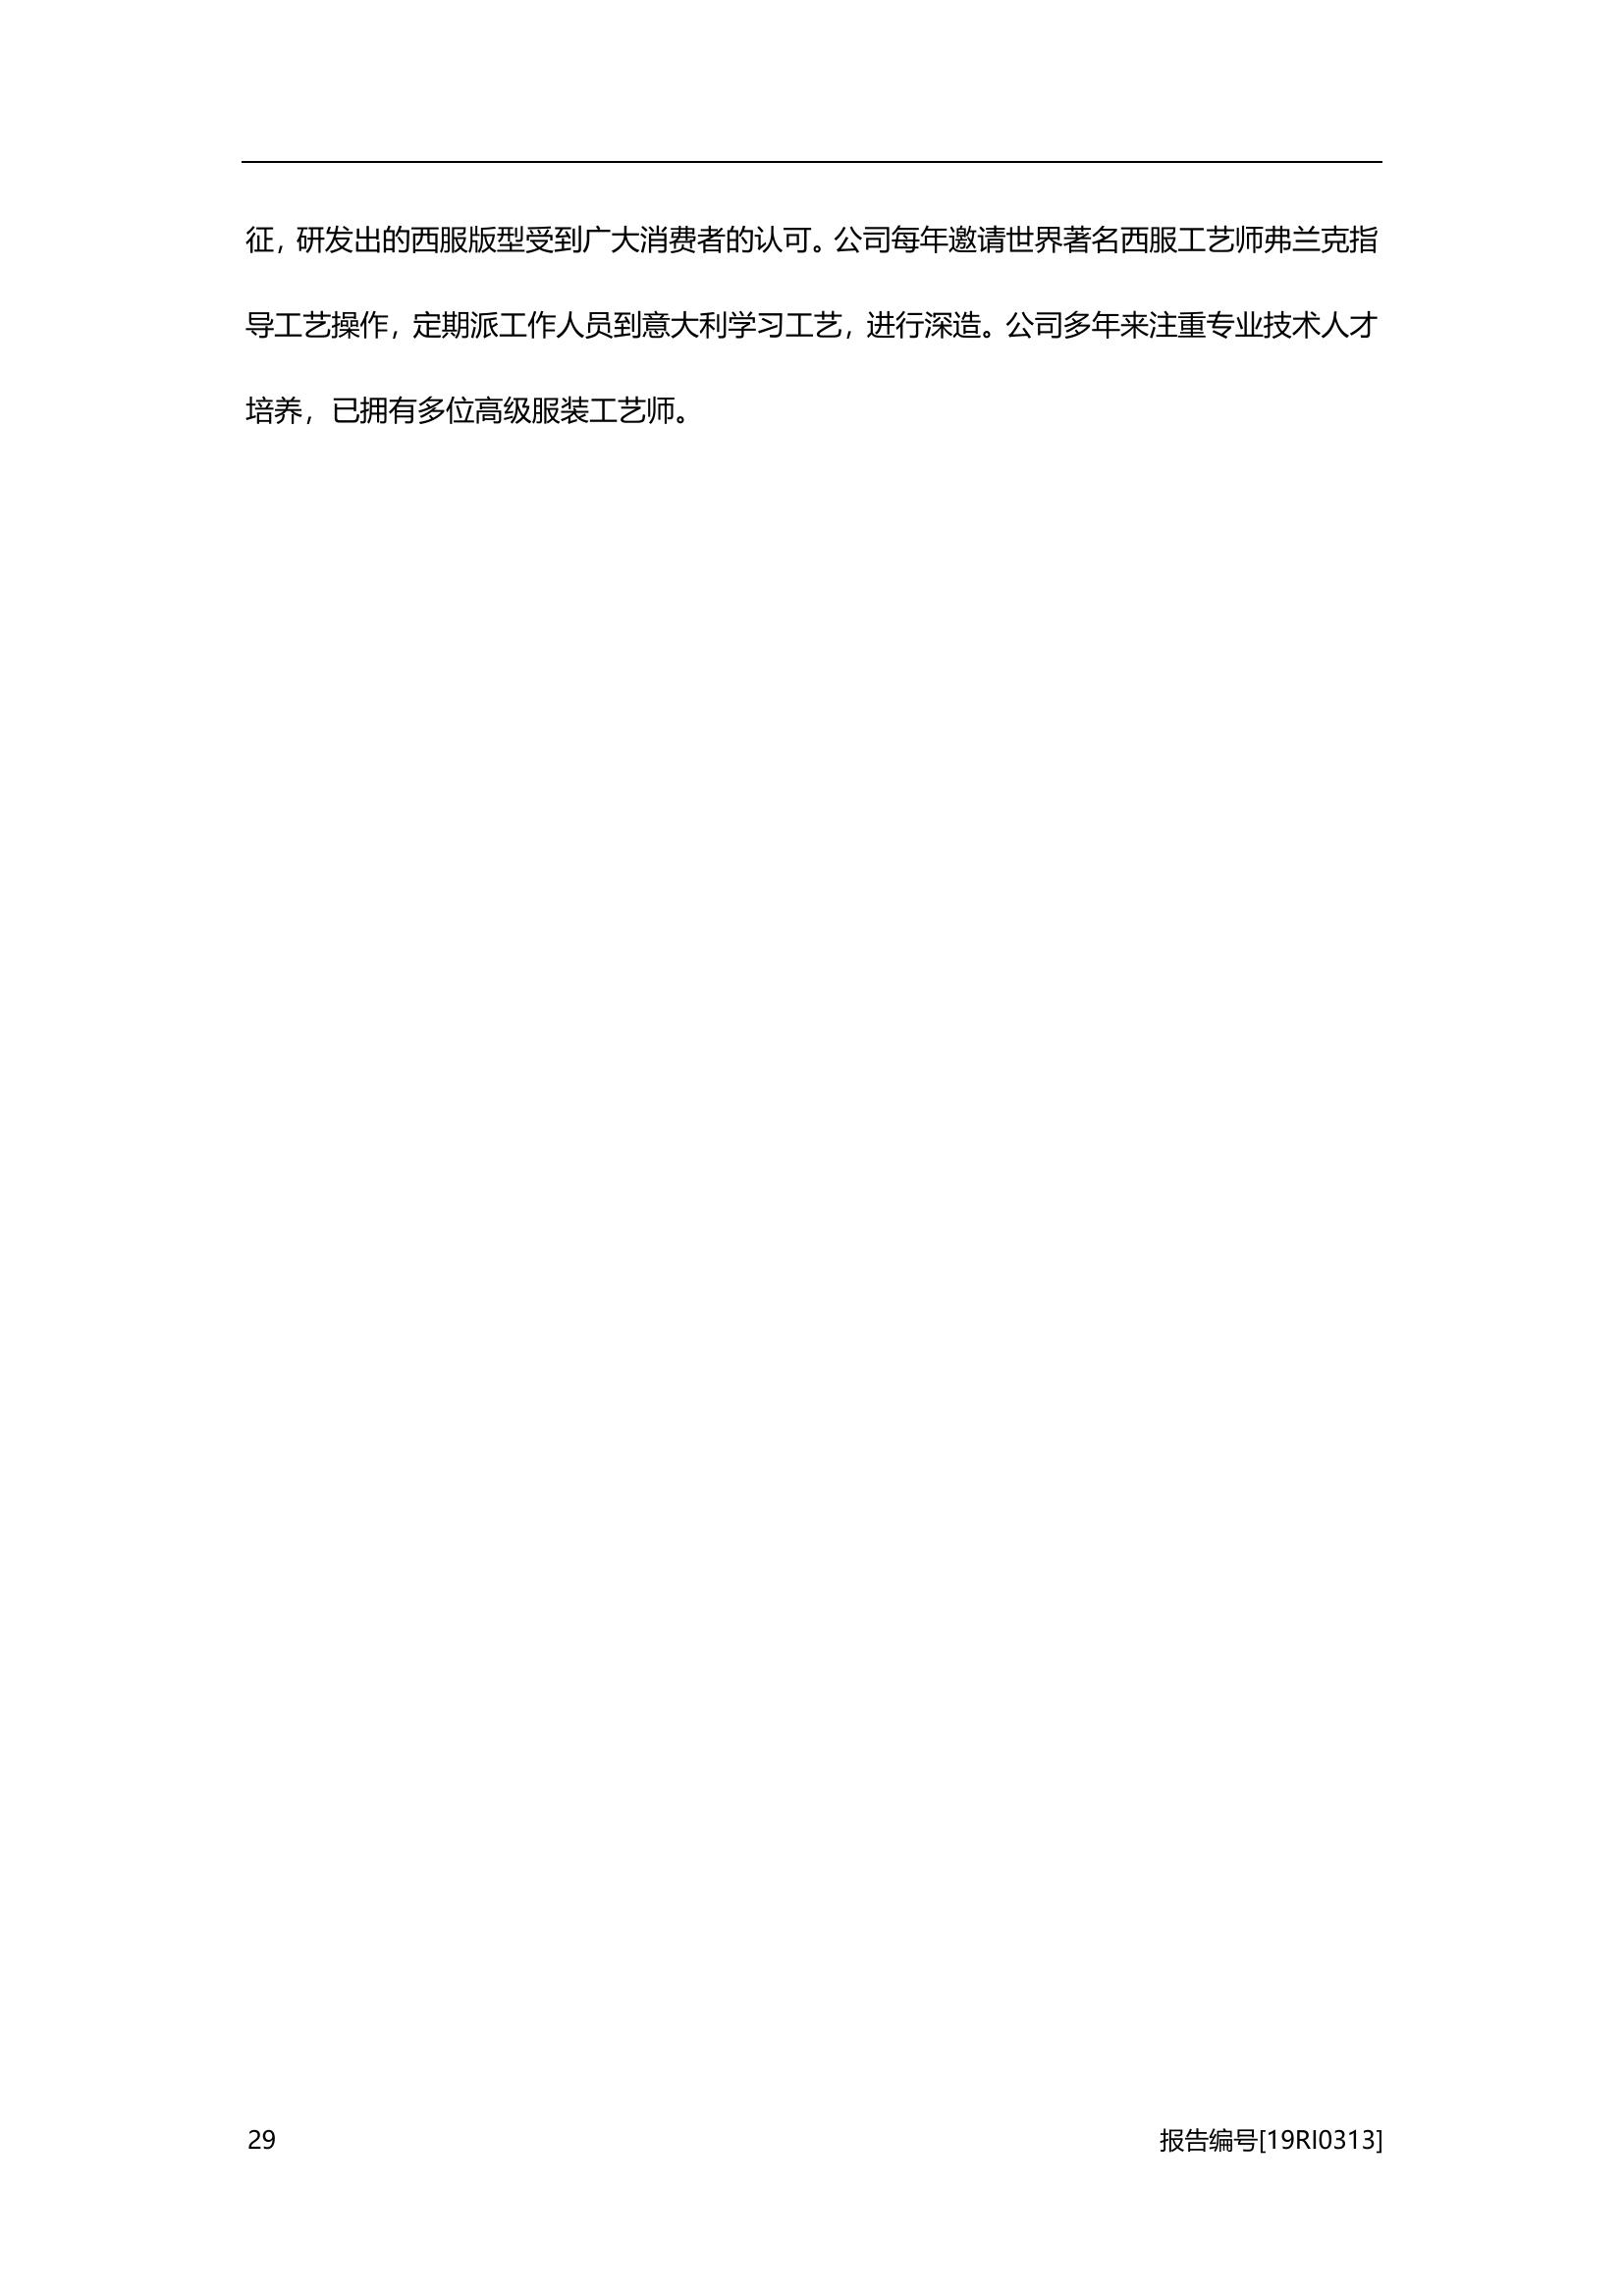 征，研发出的西服版型受到广大消费者的认可。公司每年邀请世界著名西服工艺师弗兰克指
导工艺操作，定期派工作人员到意大利学习工艺，进行深造。公司多年来注重专业技术人才
培养，已拥有多位高级服装工艺师。
29 报告编号[19RI0313]